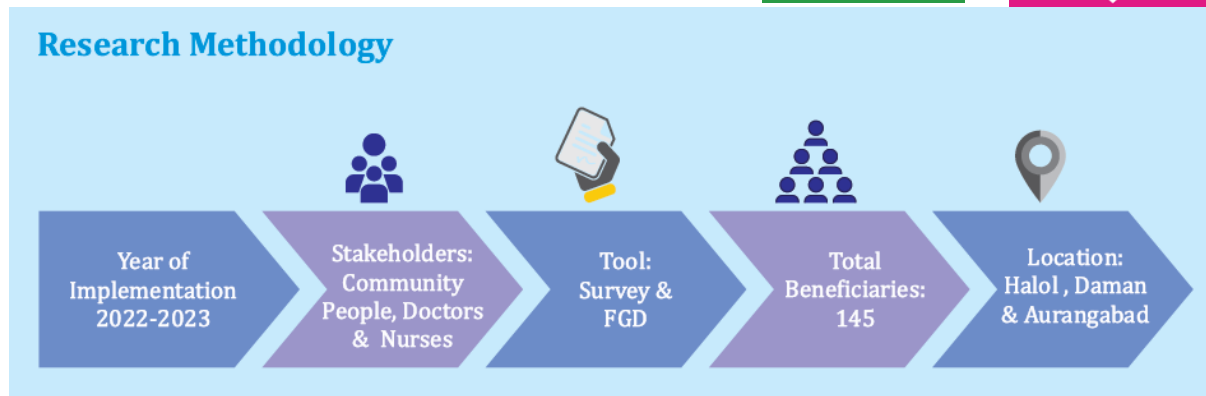 Research Methodology
Year of
Implementation
2022-2023
Stakeholders:
Community
People, Doctors
& Nurses
Tool:
Survey &
FGD
Total
Beneficiaries:
145
Location:
Halol , Daman
& Aurangabad